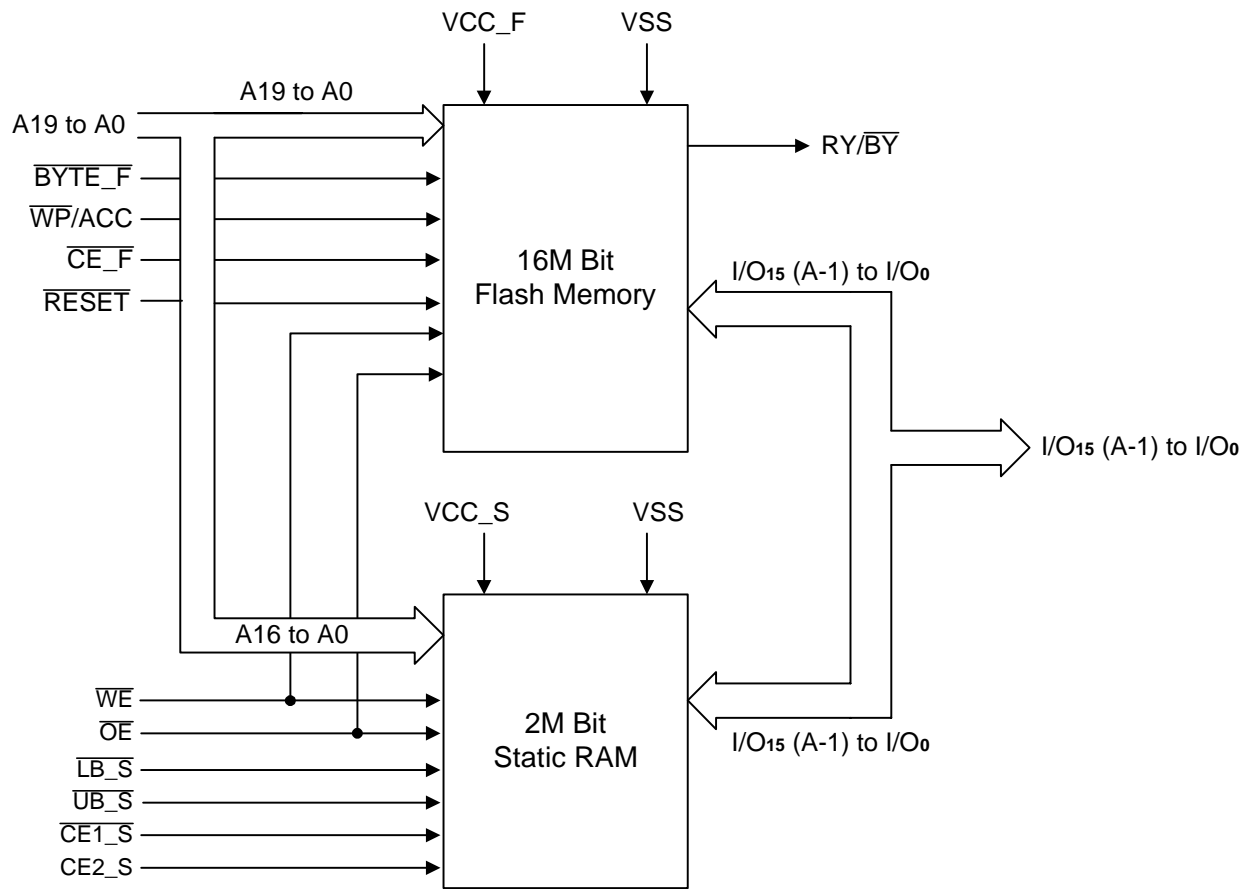 VCC_F
VSS
A19 to A0
A19 to A0
BYTE_F
WP/ACC
CE_F
RESET
16M Bit
Flash Memory
RY/BY
I/O15 (A-1) to I/O0
I/O15 (A-1) to I/O0
VCC_S
VSS
A16 to A0
WE
OE
LB_S
UB_S
CE1_S
CE2_S
2M Bit
Static RAM
I/O15 (A-1) to I/O0